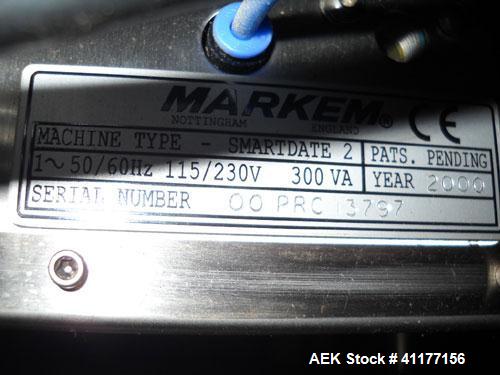 MARKEM®
NOTTINGHAM ENGLAND
CE
MACHINE TYPE - SMARTDATE 2 PATS. PENDING
1~ 50/60Hz 115/230V 300 VA YEAR 2000
SERIAL NUMBER 00 PRC 13797
AEK Stock # 41177156